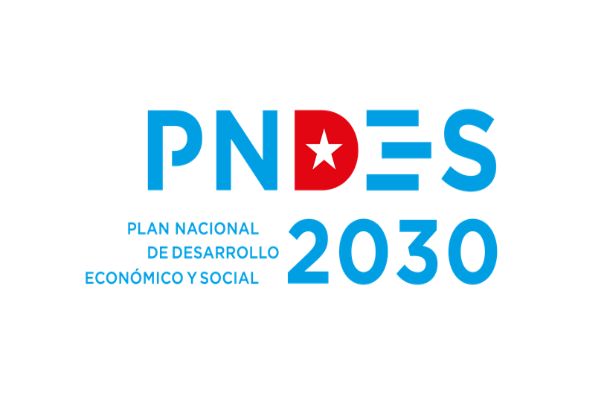 PNDES
PLAN NACIONAL
DE DESARROLLO
ECONÓMICO Y SOCIAL
2030